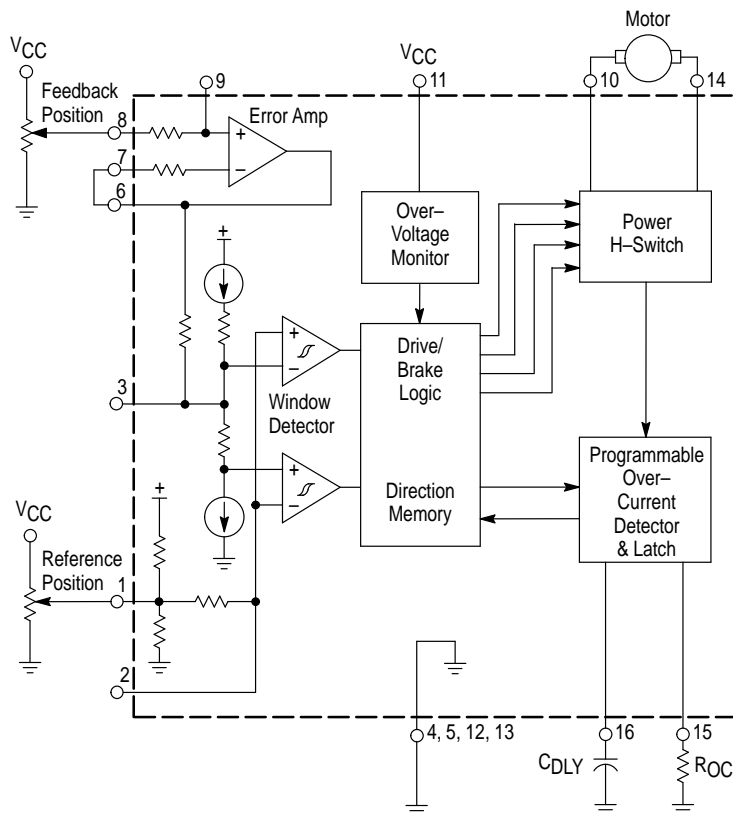 Motor
VCC
VCC
9
11
10
14
Feedback
Position
8
Error Amp
+
7
−
6
Over–
Voltage
Monitor
Power
H–Switch
+
+
−
Drive/
Brake
Logic
3
Window
Detector
+
−
Direction
Memory
Programmable
Over–
Current
Detector
& Latch
+
VCC
Reference
Position
1
2
4, 5, 12, 13
16
15
CDLY
ROC